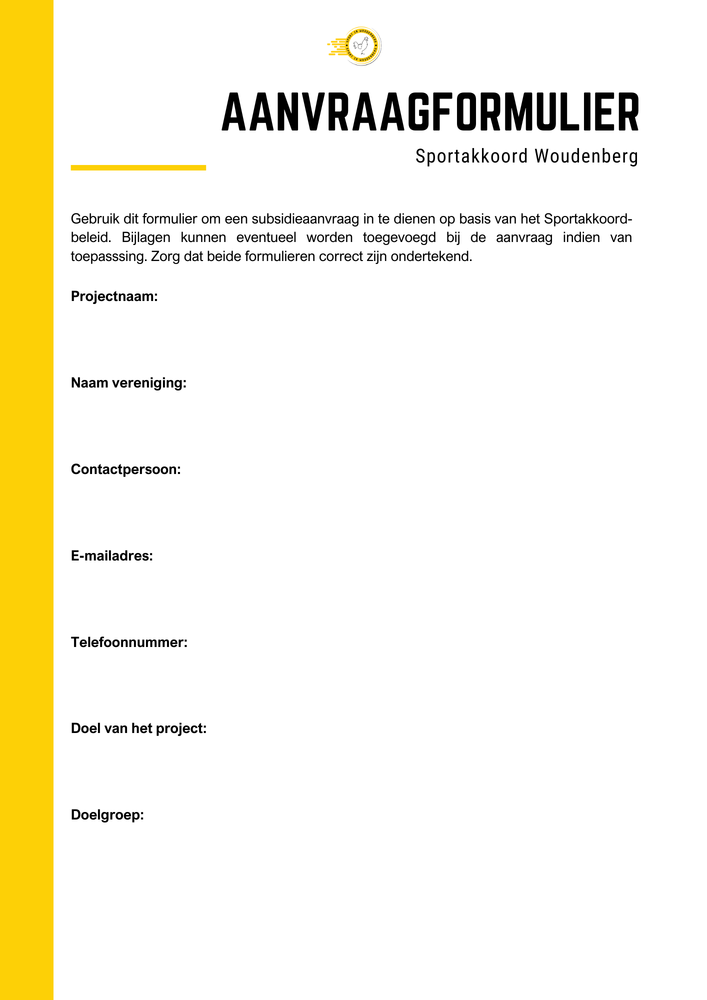 SPORT IN WOUDENBERG
SPORT IN WOUDENBERG
AANVRAAGFORMULIER
Sportakkoord Woudenberg
Gebruik dit formulier om een subsidieaanvraag in te dienen op basis van het Sportakkoord-
beleid. Bijlagen kunnen eventueel worden toegevoegd bij de aanvraag indien van
toepasssing. Zorg dat beide formulieren correct zijn ondertekend.
Projectnaam:
Naam vereniging:
Contactpersoon:
E-mailadres:
Telefoonnummer:
Doel van het project:
Doelgroep: